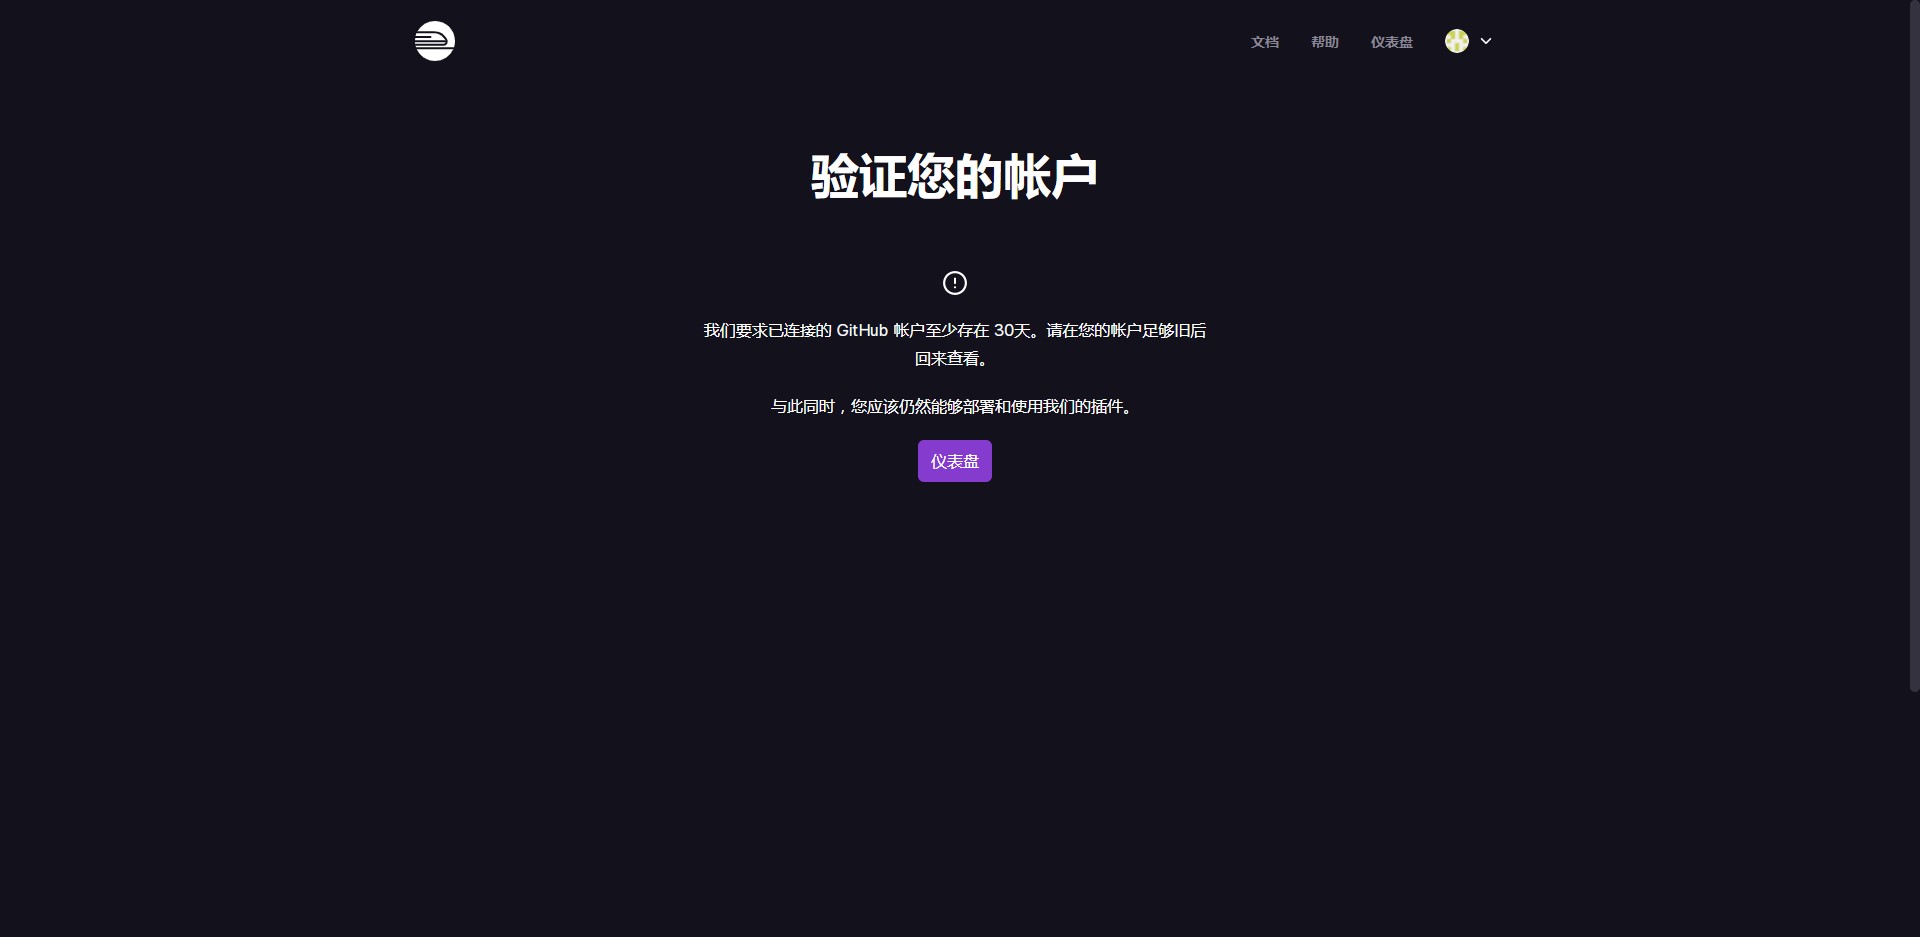 文档
帮助
仪表盘
验证您的帐户
我们要求已连接的 GitHub 帐户至少存在 30天。请在您的帐户足够旧后
回来查看。
与此同时，您应该仍然能够部署和使用我们的插件。
仪表盘